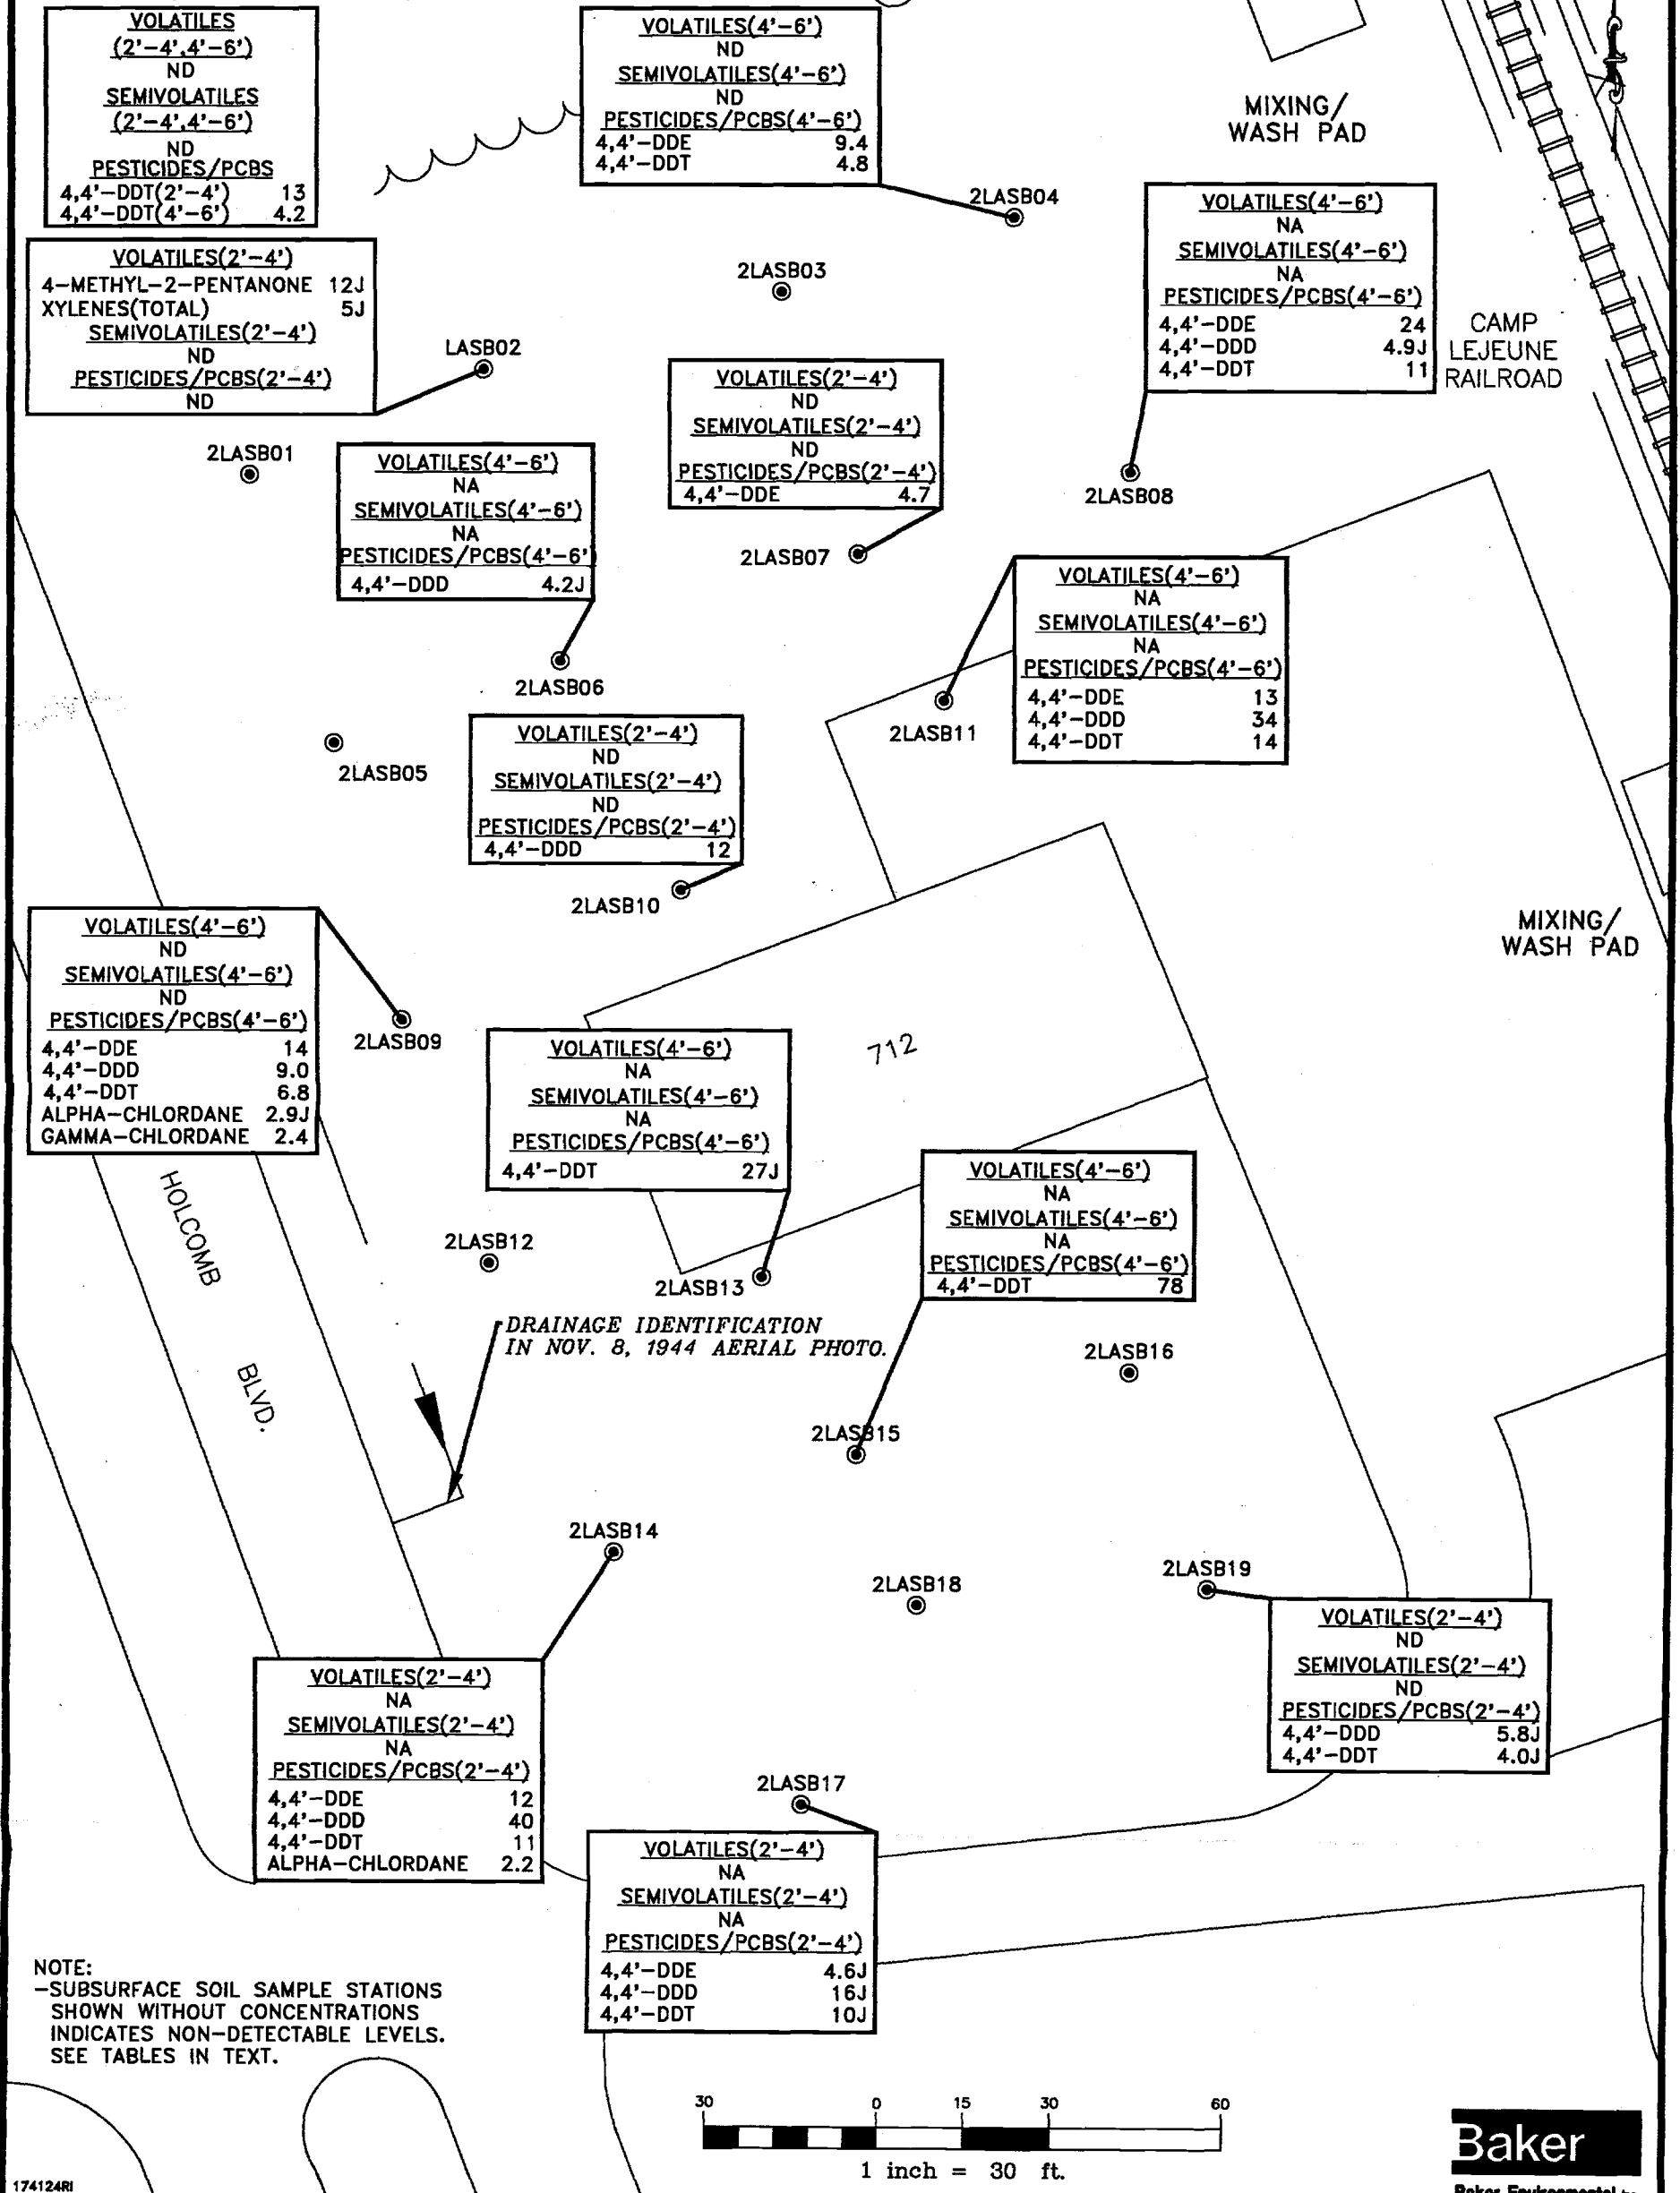 VOLATILES
(2'-4',4'-6')
ND
SEMIVOLATILES
(2'-4',4'-6')
ND
PESTICIDES/PCBS
4,4'-DDT(2'-4') 13
4,4'-DDT(4'-6') 4.2
VOLATILES(4'-6')
ND
SEMIVOLATILES(4'-6')
ND
PESTICIDES/PCBS(4'-6')
4,4'-DDE 9.4
4,4'-DDT 4.8
MIXING/
WASH PAD
2LASB04
VOLATILES(4'-6')
NA
SEMIVOLATILES(4'-6')
NA
PESTICIDES/PCBS(4'-6')
4,4'-DDE 24
4,4'-DDD 4.9J
4,4'-DDT 11
CAMP
LEJEUNE
RAILROAD
VOLATILES(2'-4')
4-METHYL-2-PENTANONE 12J
XYLENES(TOTAL) 5J
SEMIVOLATILES(2'-4')
ND
PESTICIDES/PCBS(2'-4')
ND
2LASB03
LASB02
VOLATILES(2'-4')
ND
SEMIVOLATILES(2'-4')
ND
PESTICIDES/PCBS(2'-4')
4,4'-DDE 4.7
2LASB01
VOLATILES(4'-6')
NA
SEMIVOLATILES(4'-6')
NA
PESTICIDES/PCBS(4'-6')
4,4'-DDD 4.2J
2LASB08
2LASB07
VOLATILES(4'-6')
NA
SEMIVOLATILES(4'-6')
NA
PESTICIDES/PCBS(4'-6')
4,4'-DDE 13
4,4'-DDD 34
4,4'-DDT 14
2LASB06
2LASB11
2LASB05
VOLATILES(2'-4')
ND
SEMIVOLATILES(2'-4')
ND
PESTICIDES/PCBS(2'-4')
4,4'-DDD 12
2LASB10
MIXING/
WASH PAD
VOLATILES(4'-6')
ND
SEMIVOLATILES(4'-6')
ND
PESTICIDES/PCBS(4'-6')
4,4'-DDE 14
4,4'-DDD 9.0
4,4'-DDT 6.8
ALPHA-CHLORDANE 2.9J
GAMMA-CHLORDANE 2.4
2LASB09
VOLATILES(4'-6')
NA
SEMIVOLATILES(4'-6')
NA
PESTICIDES/PCBS(4'-6')
4,4'-DDT 27J
712
VOLATILES(4'-6')
NA
SEMIVOLATILES(4'-6')
NA
PESTICIDES/PCBS(4'-6')
4,4'-DDT 78
HOLCOMB
BLVD.
2LASB12
2LASB13
DRAINAGE IDENTIFICATION
IN NOV. 8, 1944 AERIAL PHOTO.
2LASB16
2LASB15
2LASB14
2LASB18
2LASB19
VOLATILES(2'-4')
ND
SEMIVOLATILES(2'-4')
ND
PESTICIDES/PCBS(2'-4')
4,4'-DDD 5.8J
4,4'-DDT 4.0J
VOLATILES(2'-4')
NA
SEMIVOLATILES(2'-4')
NA
PESTICIDES/PCBS(2'-4')
4,4'-DDE 12
4,4'-DDD 40
4,4'-DDT 11
ALPHA-CHLORDANE 2.2
2LASB17
VOLATILES(2'-4')
NA
SEMIVOLATILES(2'-4')
NA
PESTICIDES/PCBS(2'-4')
4,4'-DDE 4.6J
4,4'-DDD 16J
4,4'-DDT 10J
NOTE:
-SUBSURFACE SOIL SAMPLE STATIONS
SHOWN WITHOUT CONCENTRATIONS
INDICATES NON-DETECTABLE LEVELS.
SEE TABLES IN TEXT.
30 0 15 30 60
1 inch = 30 ft.
Baker
Baker Environmental
174124RI